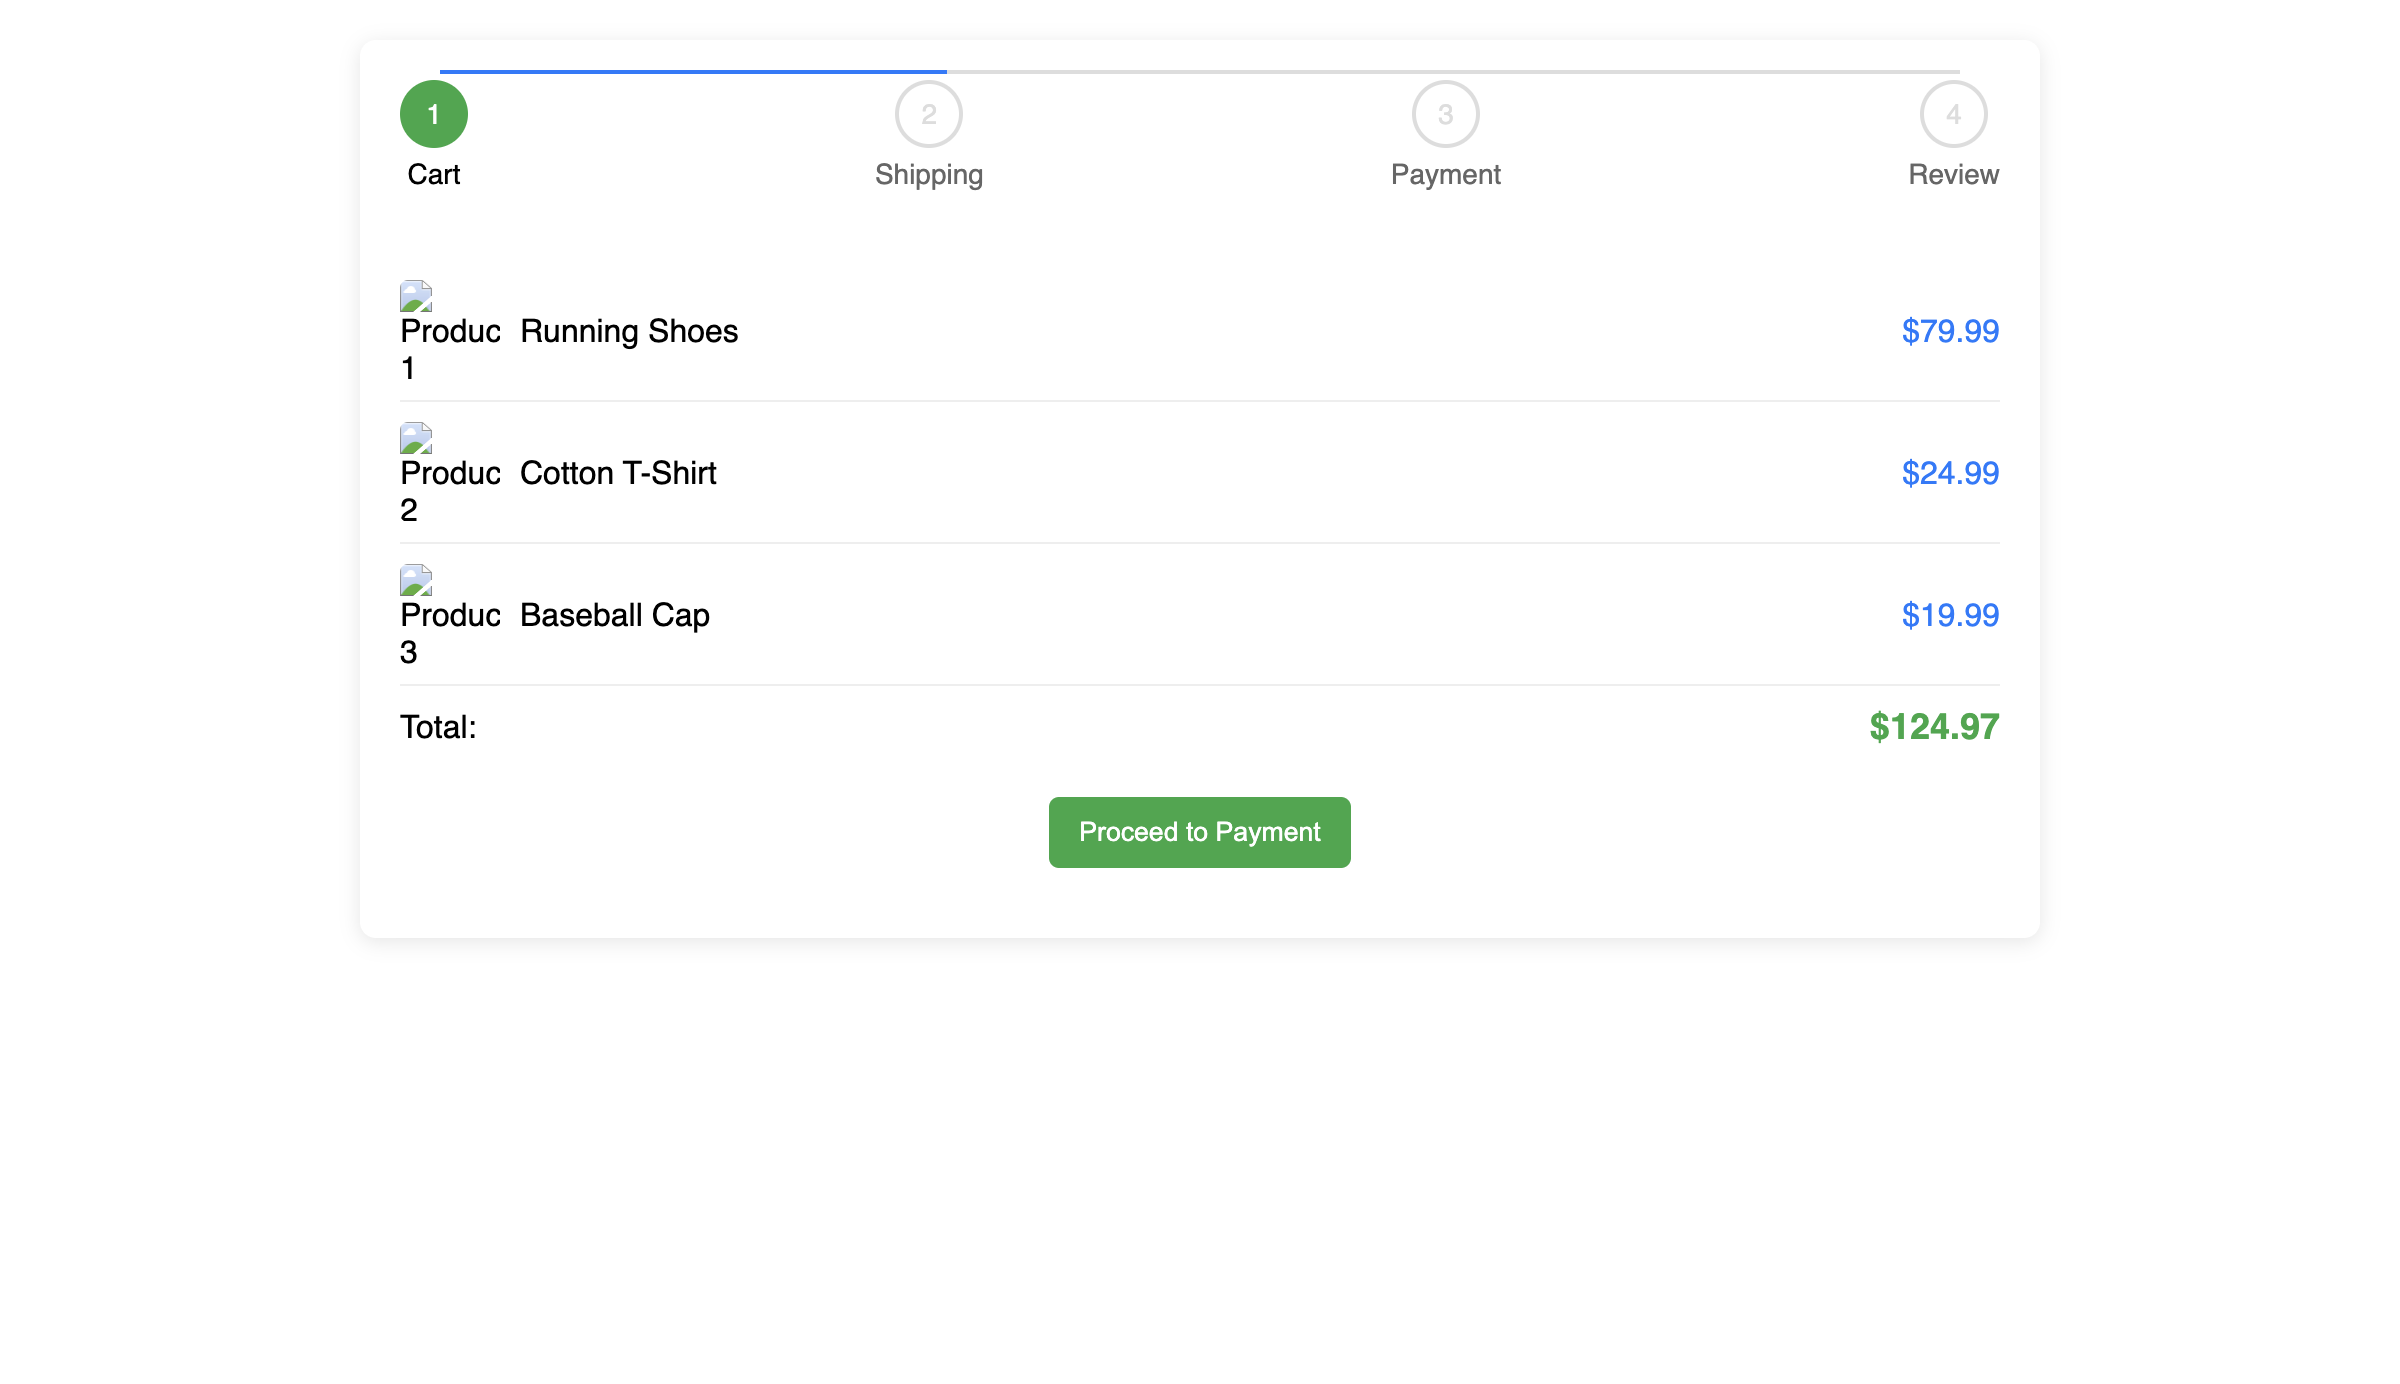 1
2
3
4
Cart
Shipping
Payment
Review
Produc
1
Running Shoes
$79.99
Produc
2
Cotton T-Shirt
$24.99
Produc
3
Baseball Cap
$19.99
Total:
$124.97
Proceed to Payment